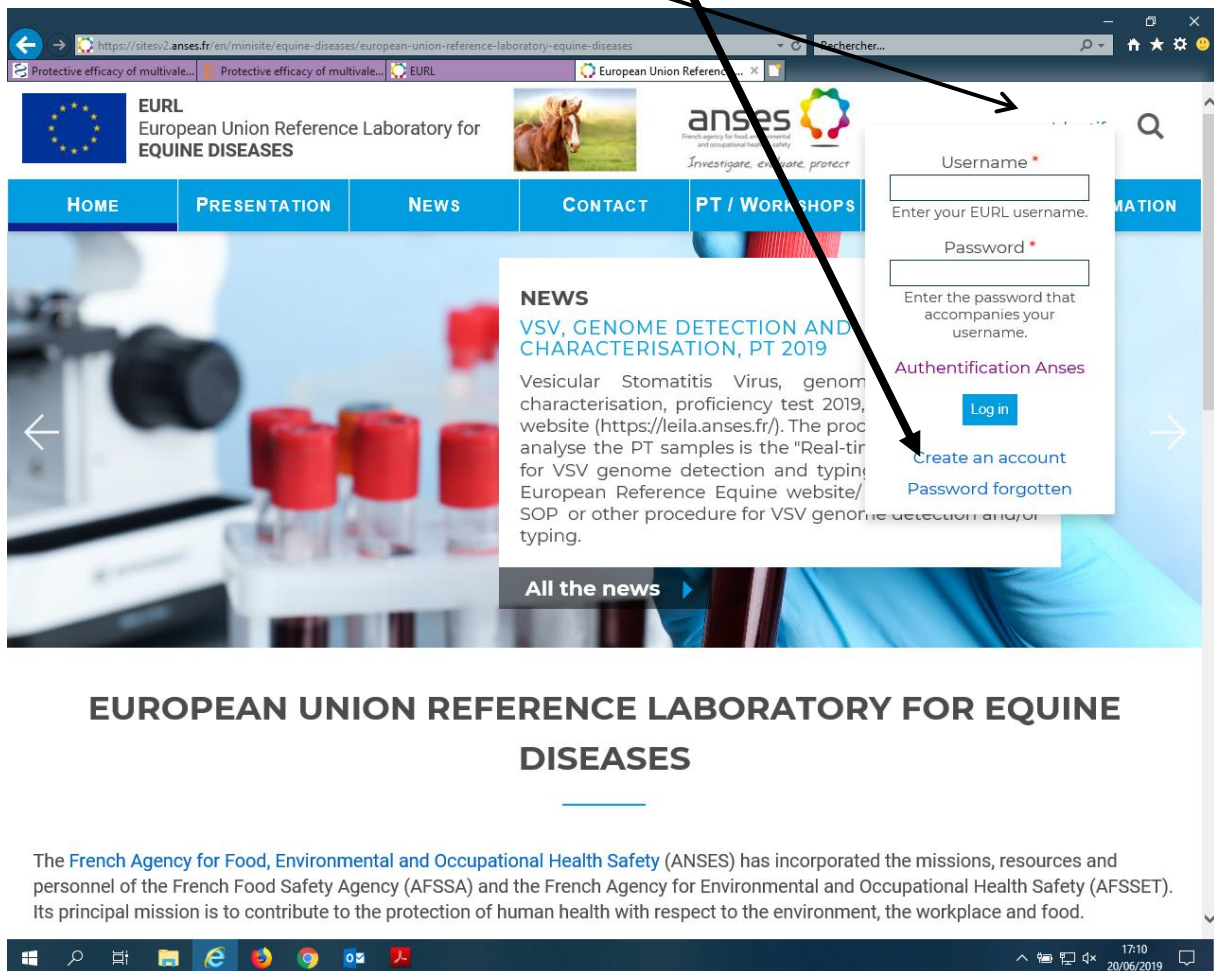 https://sitesv2.anses.fr/en/minisite/equine-diseases/european-union-reference-laboratory-equine-diseases
Rechercher...
Protective efficacy of multivale...
Protective efficacy of multivale...
EURL
European Union Reference ...
EURL
European Union Reference Laboratory for
EQUINE DISEASES
anses
French agency for food, environmental
and occupational health & safety
Investigate, evaluate, protect
HOME
PRESENTATION
NEWS
CONTACT
PT / WORKSHOPS
Username *
Enter your EURL username.
Password *
Enter the password that
accompanies your
username.
Authentification Anses
Log in
Create an account
Password forgotten
NEWS
VSV, GENOME DETECTION AND
CHARACTERISATION, PT 2019
Vesicular Stomatitis Virus, genom
characterisation, proficiency test 2019,
website (https://leila.anses.fr/). The proc
analyse the PT samples is the "Real-tir
for VSV genome detection and typing
European Reference Equine website/
SOP or other procedure for VSV genome detection and/or
typing.
All the news
EUROPEAN UNION REFERENCE LABORATORY FOR EQUINE
DISEASES
The French Agency for Food, Environmental and Occupational Health Safety (ANSES) has incorporated the missions, resources and
personnel of the French Food Safety Agency (AFSSA) and the French Agency for Environmental and Occupational Health Safety (AFSSET).
Its principal mission is to contribute to the protection of human health with respect to the environment, the workplace and food.
17:10
20/06/2019